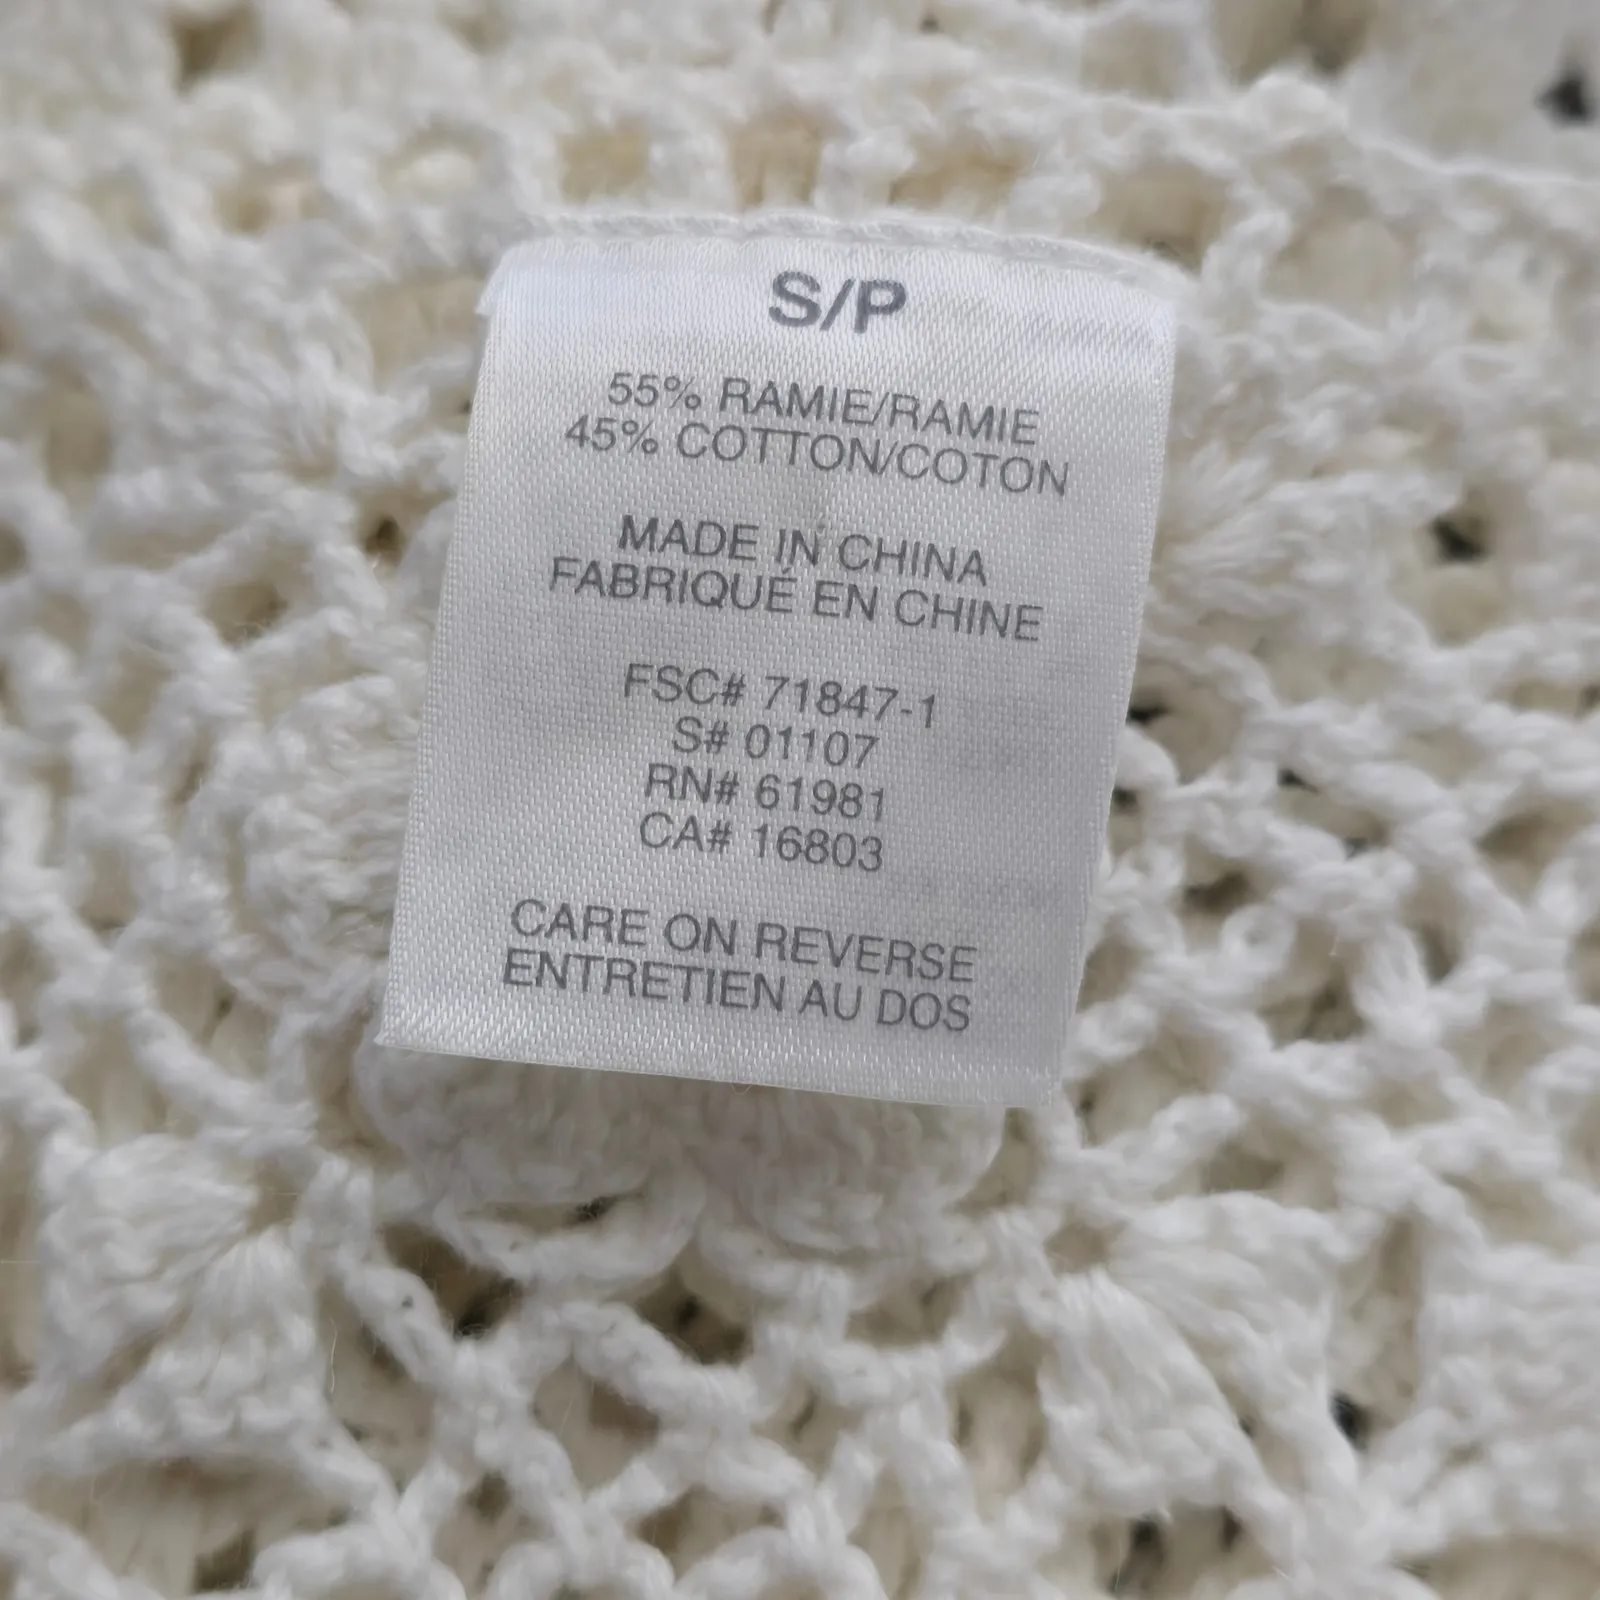 S/P
55% RAMIE/RAMIE
45% COTTON/COTON
MADE IN CHINA
FABRIQUÉ EN CHINE
FSC# 71847-1
S# 01107
RN# 61981
CA# 16803
CARE ON REVERSE
ENTRETIEN AU DOS